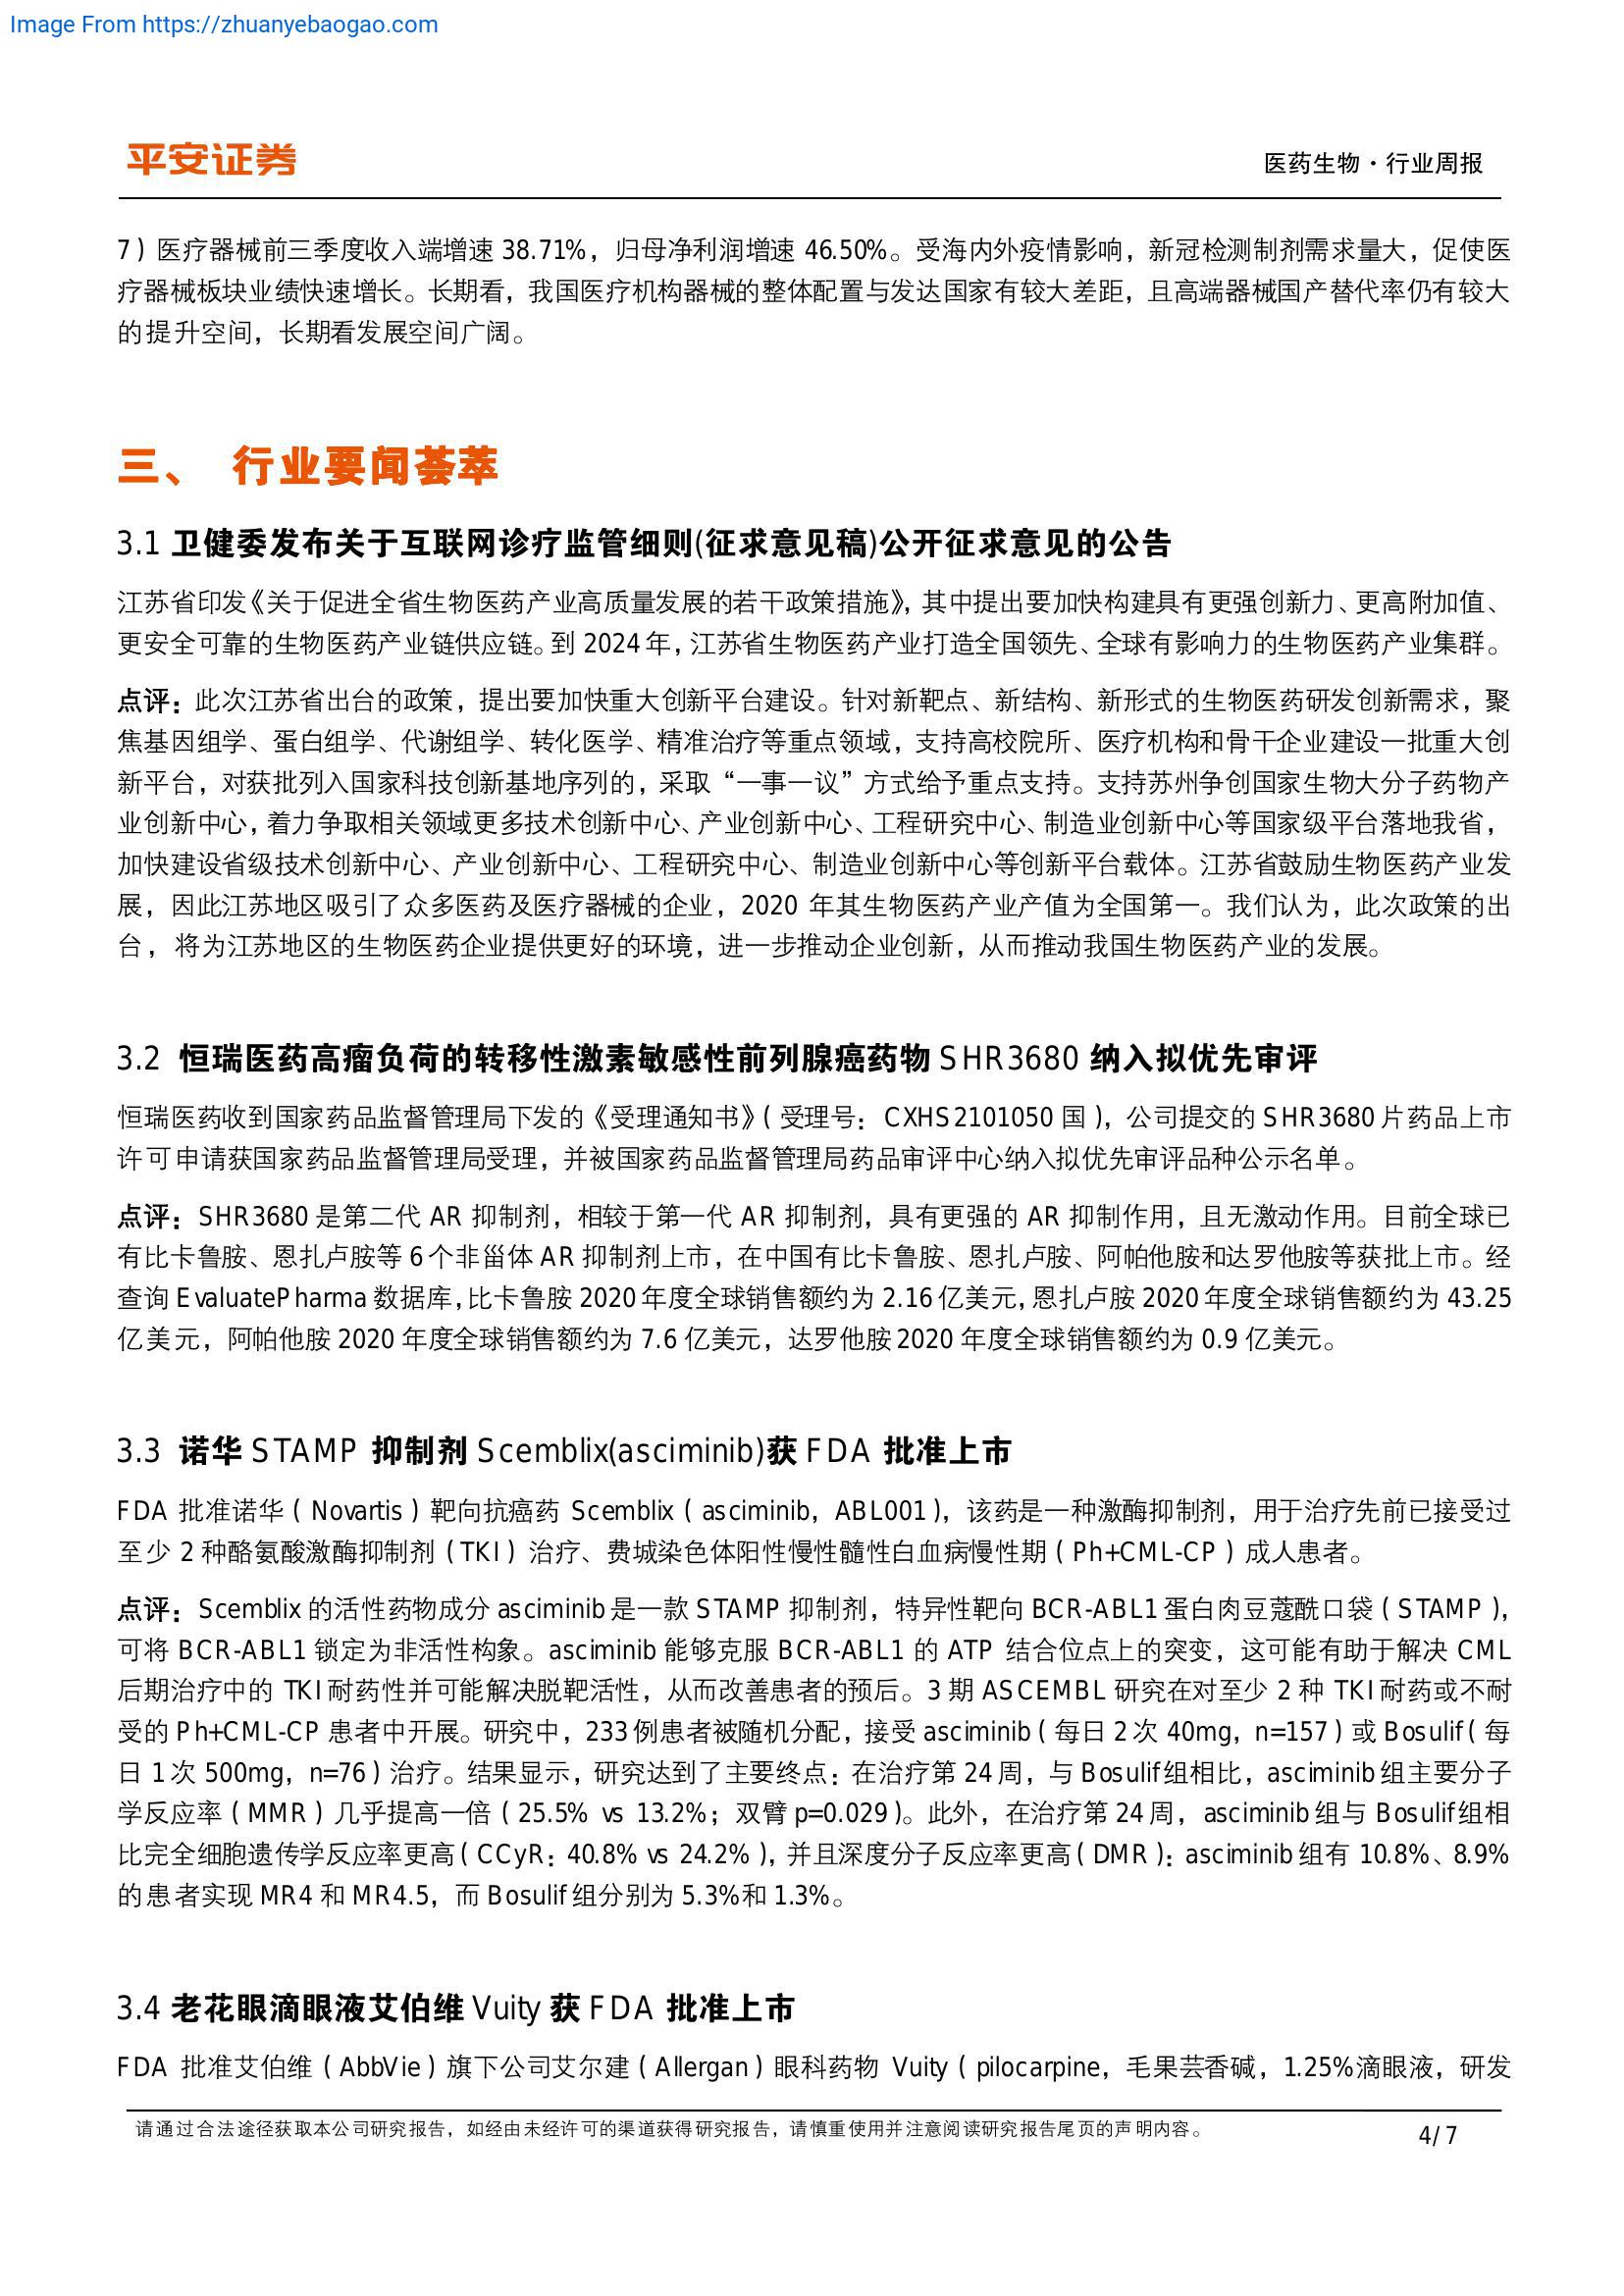 Image From https://zhuanyebaogao.com
平安证券
医药生物·行业周报
7）医疗器械前三季度收入端增速 38.71%，归母净利润增速 46.50%。受海内外疫情影响，新冠检测制剂需求量大，促使医
疗器械板块业绩快速增长。长期看，我国医疗机构器械的整体配置与发达国家有较大差距，且高端器械国产替代率仍有较大
的提升空间，长期看发展空间广阔。
三、 行业要闻荟萃
3.1 卫健委发布关于互联网诊疗监管细则(征求意见稿)公开征求意见的公告
江苏省印发《关于促进全省生物医药产业高质量发展的若干政策措施》，其中提出要加快构建具有更强创新力、更高附加值、
更安全可靠的生物医药产业链供应链。到 2024 年，江苏省生物医药产业打造全国领先、全球有影响力的生物医药产业集群。
点评：此次江苏省出台的政策，提出要加快重大创新平台建设。针对新靶点、新结构、新形式的生物医药研发创新需求，聚
焦基因组学、蛋白组学、代谢组学、转化医学、精准治疗等重点领域，支持高校院所、医疗机构和骨干企业建设一批重大创
新平台，对获批列入国家科技创新基地序列的，采取“一事一议”方式给予重点支持。支持苏州争创国家生物大分子药物产
业创新中心，着力争取相关领域更多技术创新中心、产业创新中心、工程研究中心、制造业创新中心等国家级平台落地我省，
加快建设省级技术创新中心、产业创新中心、工程研究中心、制造业创新中心等创新平台载体。江苏省鼓励生物医药产业发
展，因此江苏地区吸引了众多医药及医疗器械的企业，2020 年其生物医药产业产值为全国第一。我们认为，此次政策的出
台，将为江苏地区的生物医药企业提供更好的环境，进一步推动企业创新，从而推动我国生物医药产业的发展。
3.2 恒瑞医药高瘤负荷的转移性激素敏感性前列腺癌药物 SHR3680 纳入拟优先审评
恒瑞医药收到国家药品监督管理局下发的《受理通知书》（受理号：CXHS2101050 国），公司提交的 SHR3680 片药品上市
许可申请获国家药品监督管理局受理，并被国家药品监督管理局药品审评中心纳入拟优先审评品种公示名单。
点评：SHR3680 是第二代 AR 抑制剂，相较于第一代 AR 抑制剂，具有更强的 AR 抑制作用，且无激动作用。目前全球已
有比卡鲁胺、恩扎卢胺等 6 个非甾体 AR 抑制剂上市，在中国有比卡鲁胺、恩扎卢胺、阿帕他胺和达罗他胺等获批上市。经
查询 EvaluatePharma 数据库，比卡鲁胺 2020 年度全球销售额约为 2.16 亿美元，恩扎卢胺 2020 年度全球销售额约为 43.25
亿美元，阿帕他胺 2020 年度全球销售额约为 7.6 亿美元，达罗他胺 2020 年度全球销售额约为 0.9 亿美元。
3.3 诺华 STAMP 抑制剂 Scemblix(asciminib)获 FDA 批准上市
FDA 批准诺华（Novartis）靶向抗癌药 Scemblix（asciminib，ABL001），该药是一种激酶抑制剂，用于治疗先前已接受过
至少 2 种酪氨酸激酶抑制剂（TKI）治疗、费城染色体阳性慢性髓性白血病慢性期（Ph+CML-CP）成人患者。
点评：Scemblix 的活性药物成分 asciminib 是一款 STAMP 抑制剂，特异性靶向 BCR-ABL1 蛋白肉豆蔻酰口袋（STAMP），
可将 BCR-ABL1 锁定为非活性构象。asciminib 能够克服 BCR-ABL1 的 ATP 结合位点上的突变，这可能有助于解决 CML
后期治疗中的 TKI 耐药性并可能解决脱靶活性，从而改善患者的预后。3 期 ASCEMBL 研究在对至少 2 种 TKI 耐药或不耐
受的 Ph+CML-CP 患者中开展。研究中，233 例患者被随机分配，接受 asciminib（每日 2 次 40mg，n=157）或 Bosulif（每
日 1 次 500mg，n=76）治疗。结果显示，研究达到了主要终点：在治疗第 24 周，与 Bosulif 组相比，asciminib 组主要分子
学反应率（MMR）几乎提高一倍（25.5% vs 13.2%；双臂 p=0.029）。此外，在治疗第 24 周，asciminib 组与 Bosulif 组相
比完全细胞遗传学反应率更高（CCyR：40.8% vs 24.2%），并且深度分子反应率更高（DMR）：asciminib 组有 10.8%、8.9%
的患者实现 MR4 和 MR4.5，而 Bosulif 组分别为 5.3%和 1.3%。
3.4 老花眼滴眼液艾伯维 Vuity 获 FDA 批准上市
FDA 批准艾伯维（AbbVie）旗下公司艾尔建（Allergan）眼科药物 Vuity（pilocarpine，毛果芸香碱，1.25%滴眼液，研发
请通过合法途径获取本公司研究报告，如经由未经许可的渠道获得研究报告，请慎重使用并注意阅读研究报告尾页的声明内容。
4/ 7